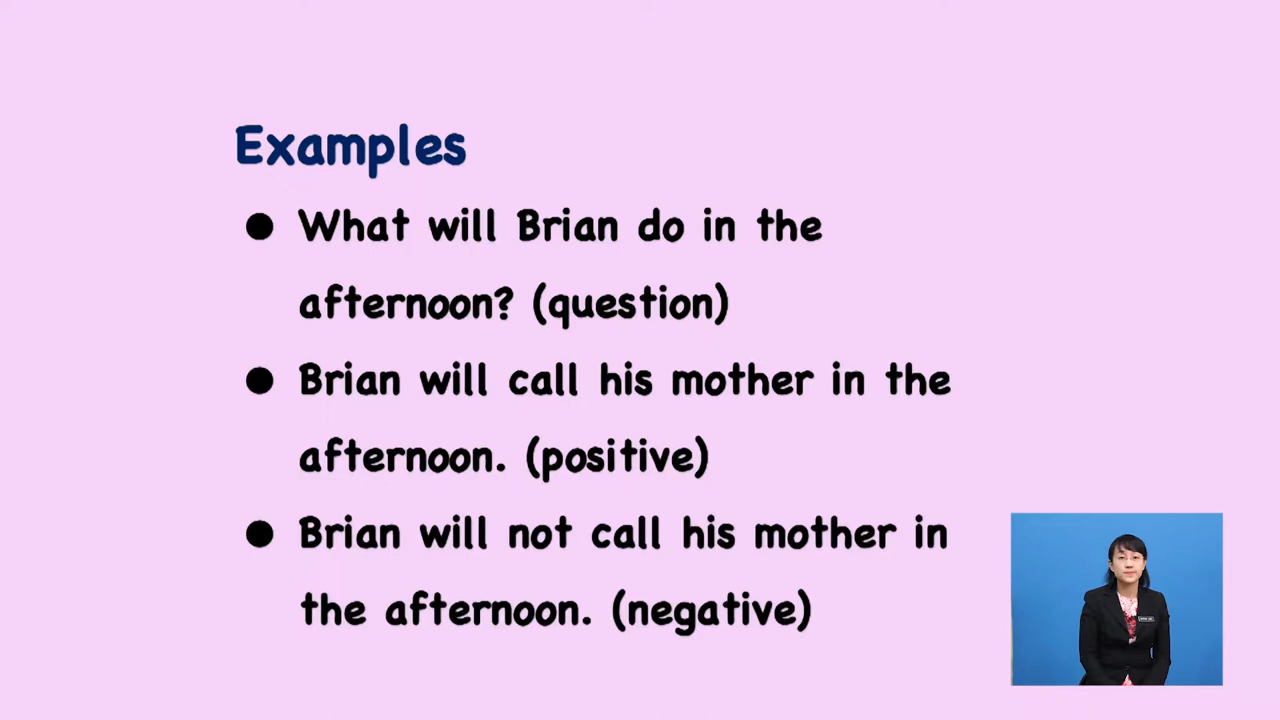 Examples
● What will Brian do in the
afternoon? (question)
● Brian will call his mother in the
afternoon. (positive)
● Brian will not call his mother in
the afternoon. (negative)